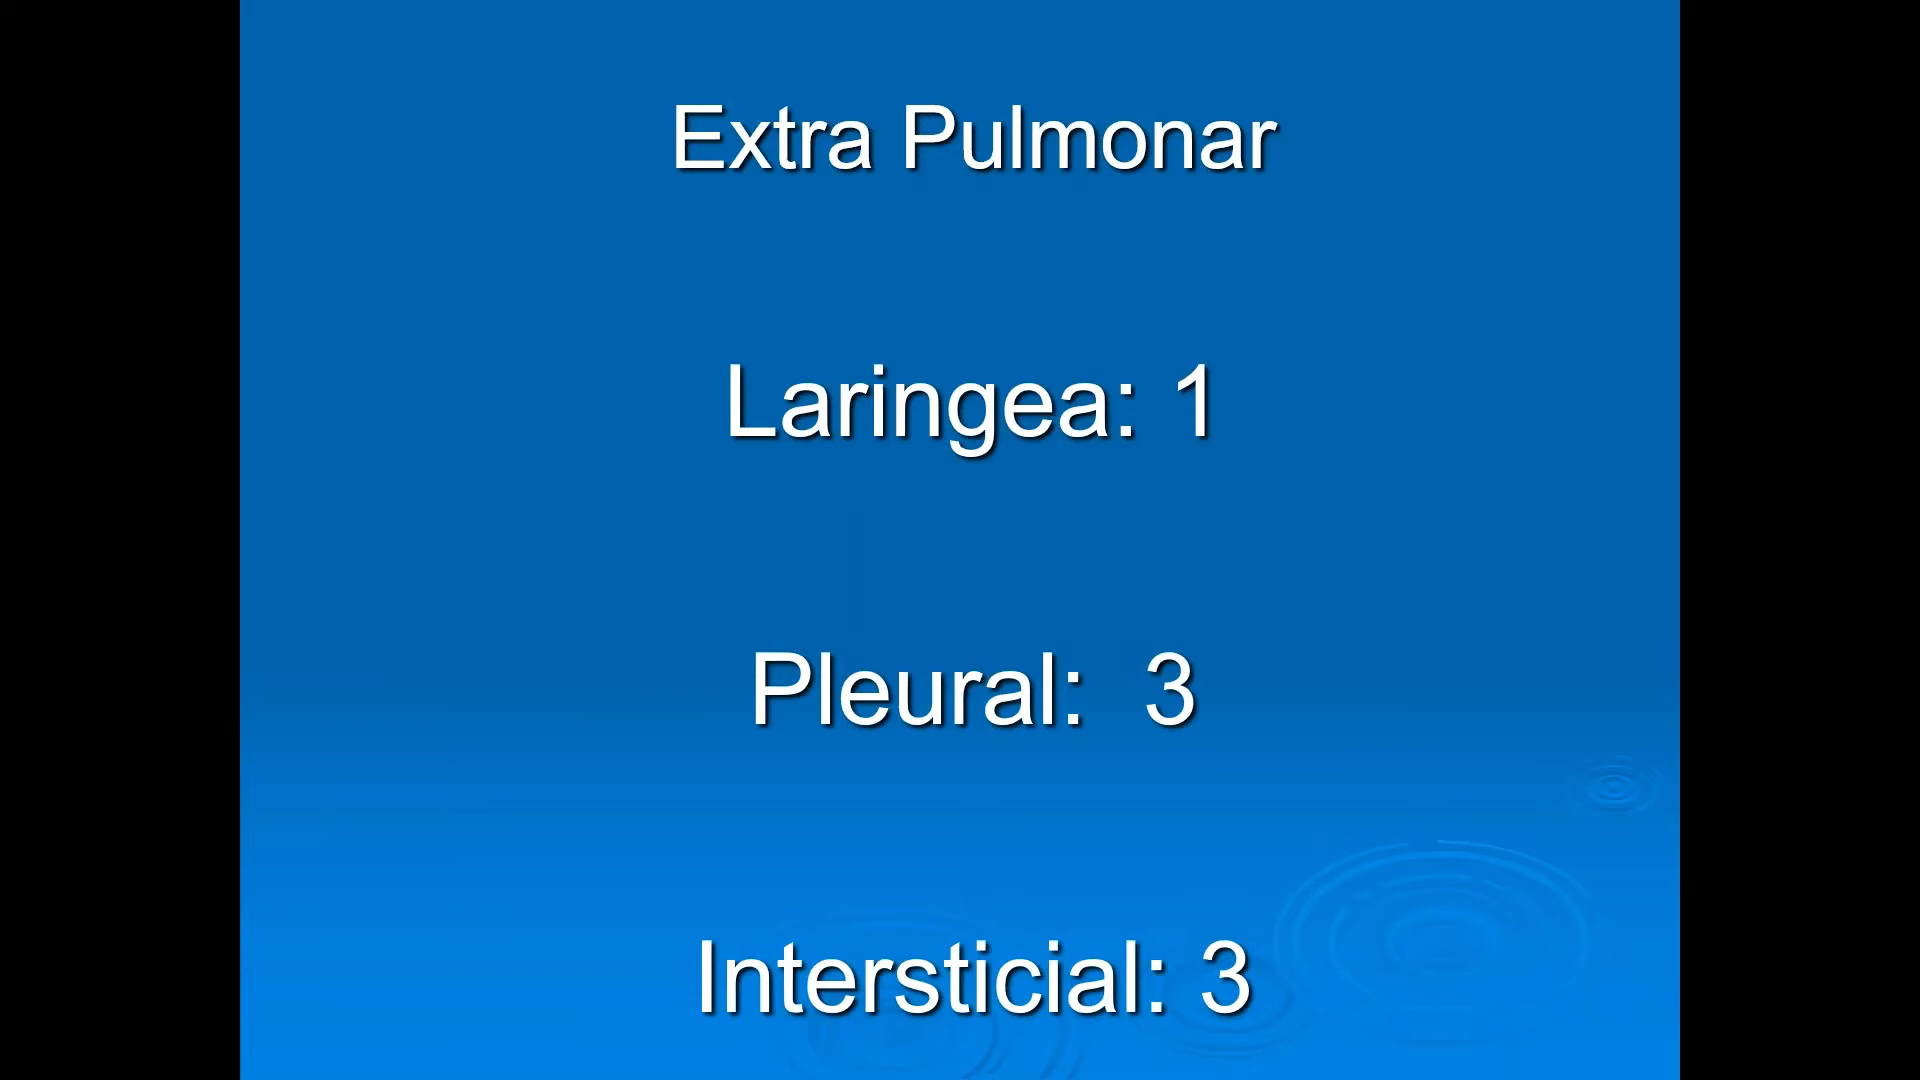 Extra Pulmonar
Laringea: 1
Pleural:  3
Intersticial: 3